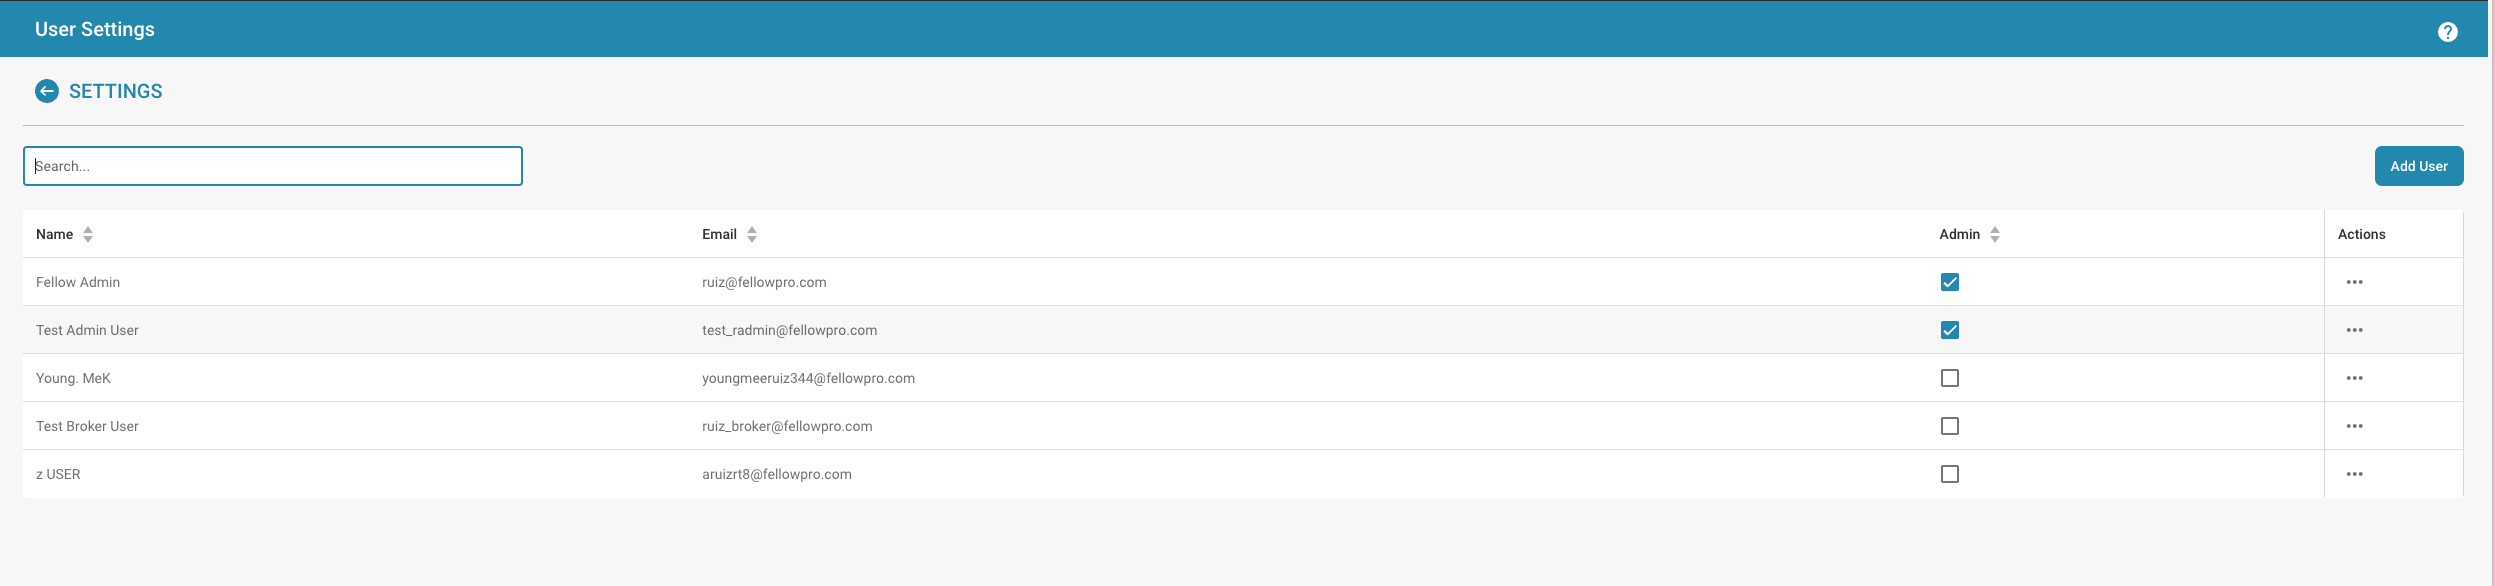 User Settings
SETTINGS
Search...
Add User
Name Email Admin Actions
Fellow Admin ruiz@fellowpro.com
Test Admin User test_radmin@fellowpro.com
Young. MeK youngmeeruiz344@fellowpro.com
Test Broker User ruiz_broker@fellowpro.com
z USER aruizrt8@fellowpro.com